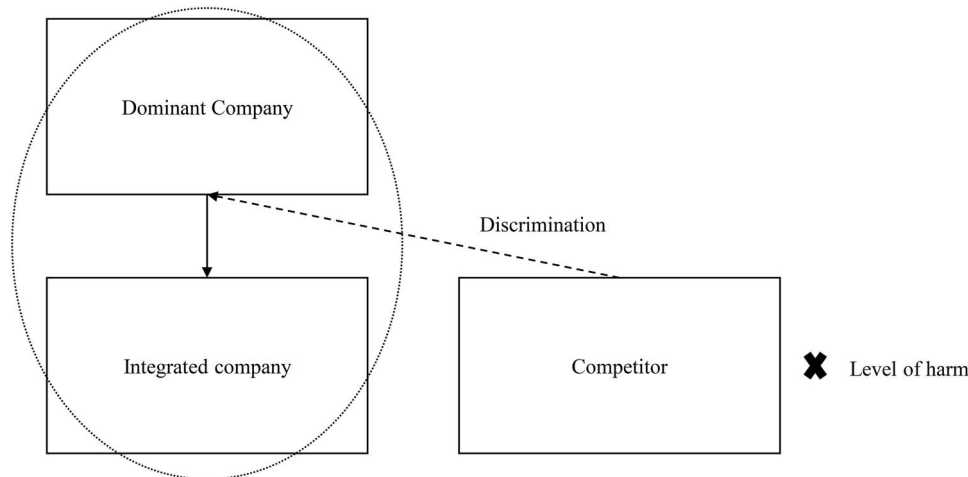 Dominant Company
Discrimination
Integrated company
Competitor
Level of harm